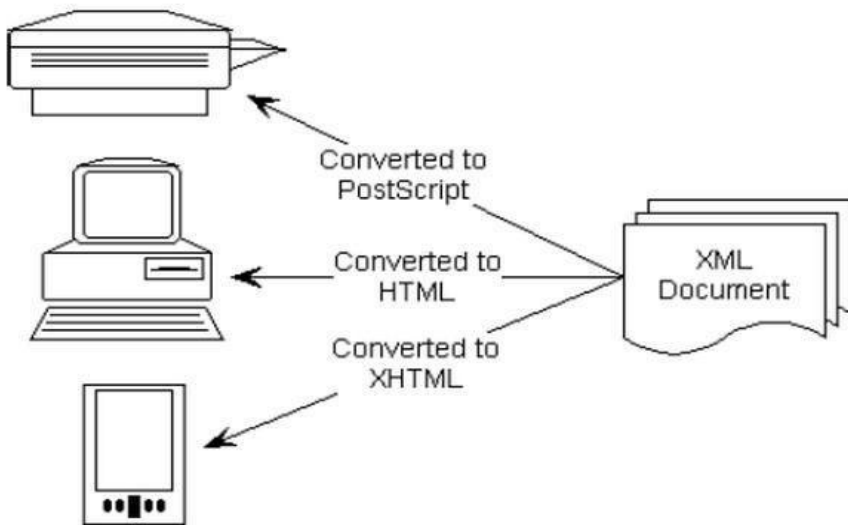 Converted to
PostScript
Converted to
HTML
Converted to
XHTML
XML
Document